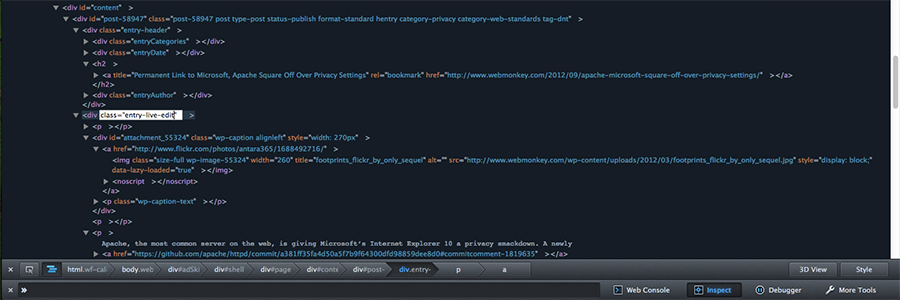 <div id="content" >
<div id="post-58947" class="post-58947 post type-post status-publish format-standard hentry category-privacy category-web-standards tag-dnt" >
<div class="entry-header" >
<div class="entryCategories" ></div>
<div class="entryDate" ></div>
<h2 >
<a title="Permanent Link to Microsoft, Apache Square Off Over Privacy Settings" rel="bookmark" href="http://www.webmonkey.com/2012/09/apache-microsoft-square-off-over-privacy-settings/" ></a>
</h2>
<div class="entryAuthor" ></div>
</div>
<div class="entry-live-edit" >
<p ></p>
<div id="attachment_55324" class="wp-caption alignleft" style="width: 270px" >
<a href="http://www.flickr.com/photos/antara365/1688492716/" >
<img class="size-full wp-image-55324" width="260" title="footprints_flickr_by_only_sequel" alt="" src="http://www.webmonkey.com/wp-content/uploads/2012/03/footprints_flickr_by_only_sequel.jpg" style="display: block;"
data-lazy-loaded="true" ></img>
<noscript ></noscript>
</a>
<p class="wp-caption-text" ></p>
</div>
<p ></p>
<p >
Apache, the most common server on the web, is giving Microsoft's Internet Explorer 10 a privacy smackdown. A newly
<a href="https://github.com/apache/httpd/commit/a381ff35fa4d50a5f7b9f64300dfd98859dee8d0#commitcomment-1819635" ></a>
× html.wf-cali body.web div#adSki div#shell div#page div#conte div#post- div.entry- p a 3D View Style
× » Web Console Inspect Debugger More Tools